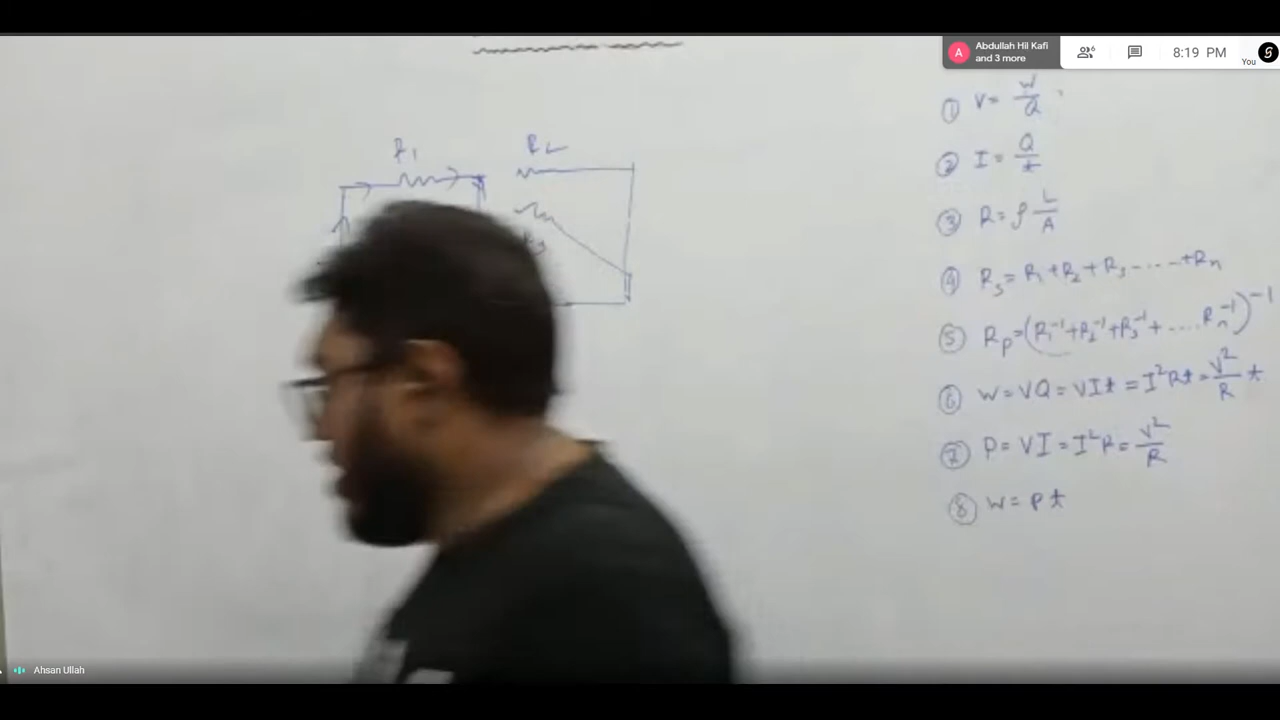 Abdullah Hil Kafi
and 3 more
6
8:19 PM
You
R₁
R₂
① V = W/Q
② I = Q/t
③ R = ρ L/A
④ Rₛ = R₁ + R₂ + R₃ ----- + Rₙ
⑤ Rₚ = (R₁⁻¹ + R₂⁻¹ + R₃⁻¹ + ..... Rₙ⁻¹)⁻¹
⑥ W = VQ = VIt = I²Rt = V²/R t
⑦ P = VI = I²R = V²/R
⑧ W = Pt
Ahsan Ullah